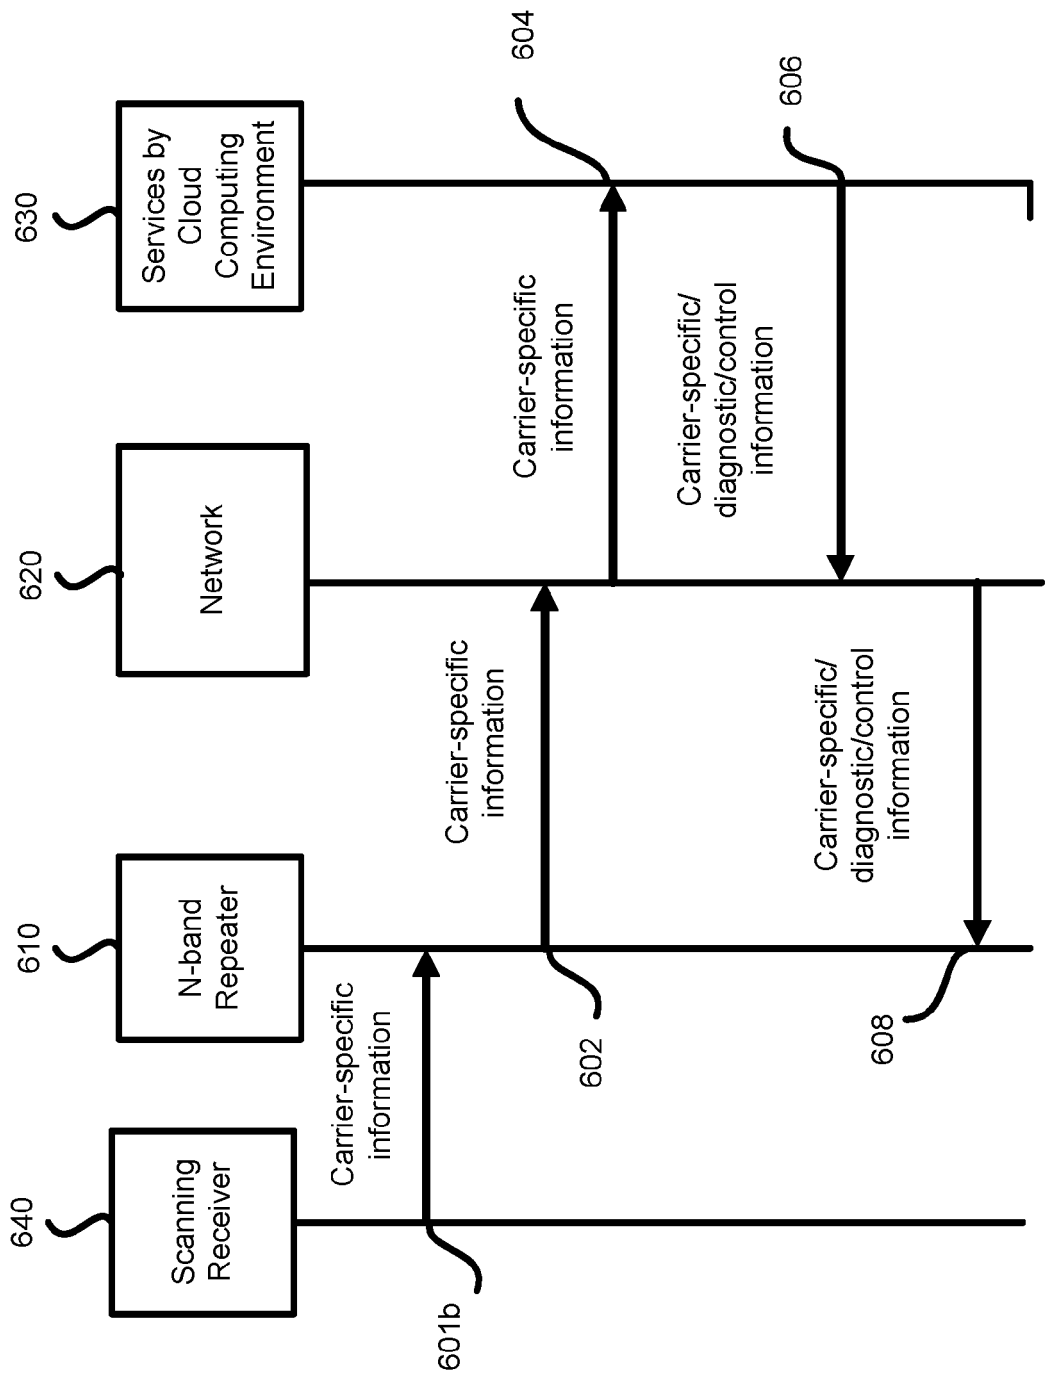 640
610
620
630
Scanning
Receiver
N-band
Repeater
Network
Services by
Cloud
Computing
Environment
601b
Carrier-specific
information
602
Carrier-specific
information
Carrier-specific
information
604
Carrier-specific/
diagnostic/control
information
606
608
Carrier-specific/
diagnostic/control
information